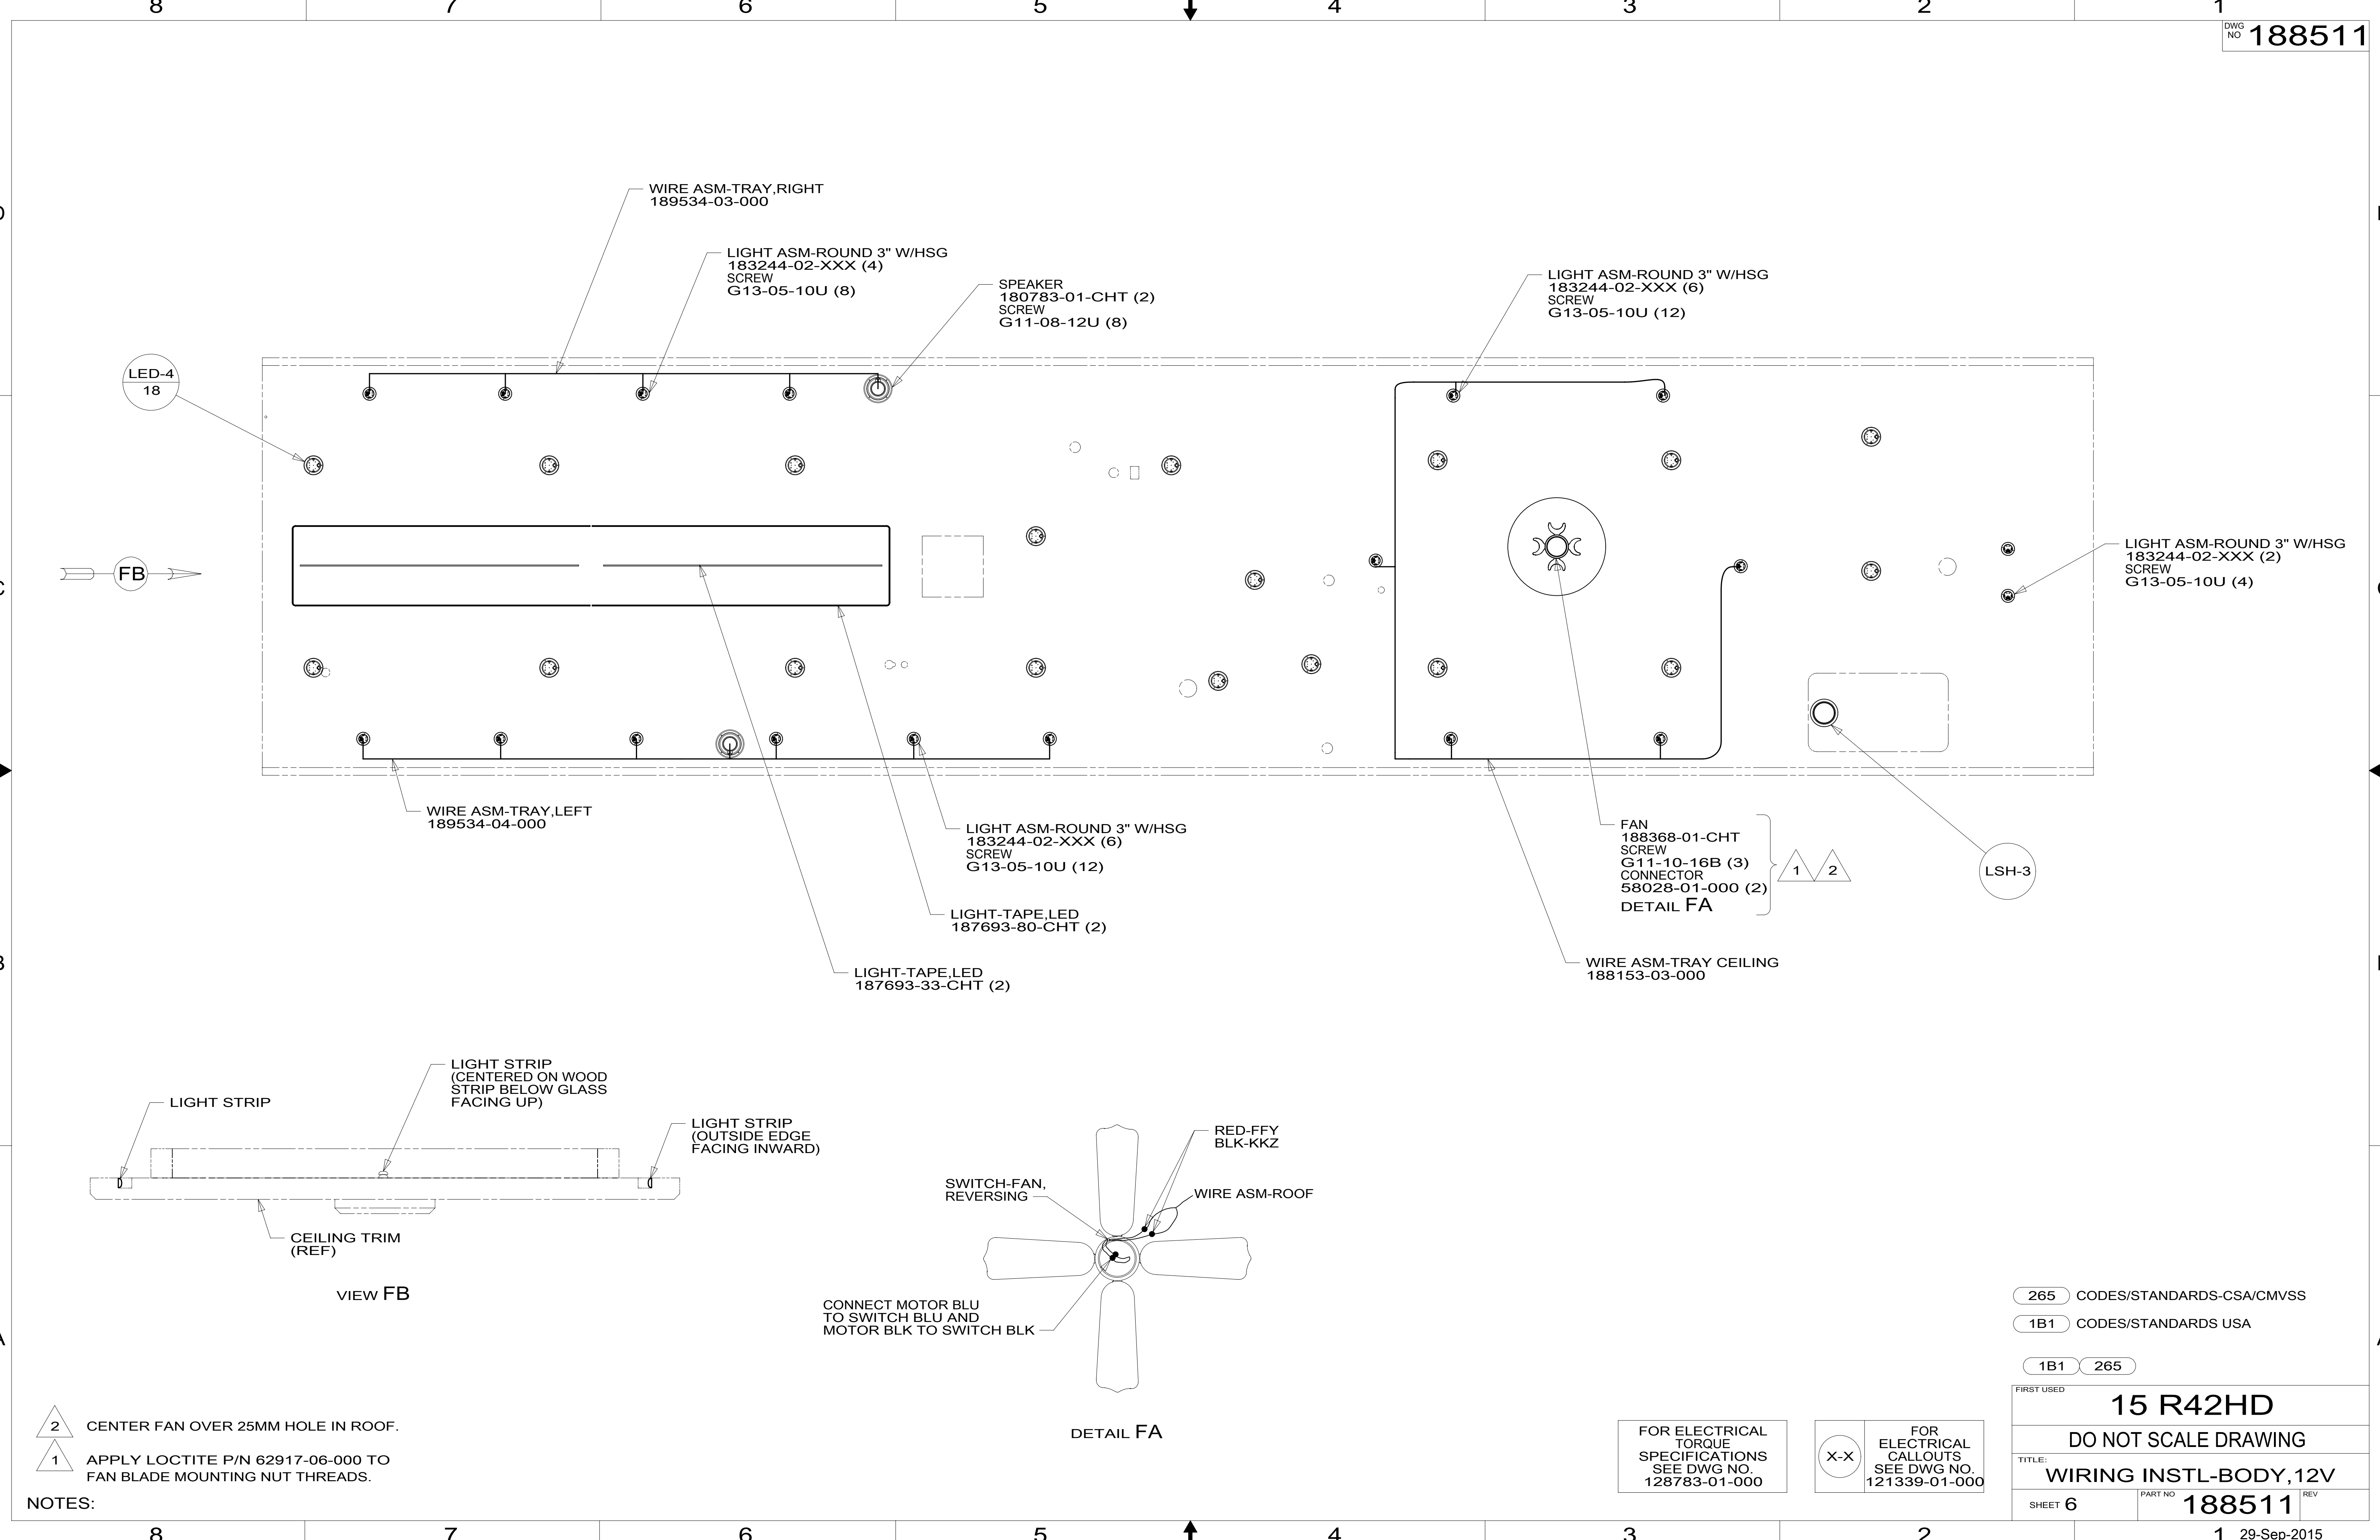 8 7 6 5 4 3 2 1
DWG
NO 188511
WIRE ASM-TRAY,RIGHT
189534-03-000
LIGHT ASM-ROUND 3" W/HSG
183244-02-XXX (4)
SCREW
G13-05-10U (8)
SPEAKER
180783-01-CHT (2)
SCREW
G11-08-12U (8)
LIGHT ASM-ROUND 3" W/HSG
183244-02-XXX (6)
SCREW
G13-05-10U (12)
LED-4
18
FB
LIGHT ASM-ROUND 3" W/HSG
183244-02-XXX (2)
SCREW
G13-05-10U (4)
WIRE ASM-TRAY,LEFT
189534-04-000
LIGHT ASM-ROUND 3" W/HSG
183244-02-XXX (6)
SCREW
G13-05-10U (12)
LIGHT-TAPE,LED
187693-80-CHT (2)
LIGHT-TAPE,LED
187693-33-CHT (2)
FAN
188368-01-CHT
SCREW
G11-10-16B (3)
CONNECTOR
58028-01-000 (2)
DETAIL FA
1 2
LSH-3
WIRE ASM-TRAY CEILING
188153-03-000
LIGHT STRIP
LIGHT STRIP
(CENTERED ON WOOD
STRIP BELOW GLASS
FACING UP)
LIGHT STRIP
(OUTSIDE EDGE
FACING INWARD)
CEILING TRIM
(REF)
VIEW FB
RED-FFY
BLK-KKZ
SWITCH-FAN,
REVERSING
WIRE ASM-ROOF
CONNECT MOTOR BLU
TO SWITCH BLU AND
MOTOR BLK TO SWITCH BLK
DETAIL FA
2 CENTER FAN OVER 25MM HOLE IN ROOF.
1 APPLY LOCTITE P/N 62917-06-000 TO
FAN BLADE MOUNTING NUT THREADS.
NOTES:
FOR ELECTRICAL
TORQUE
SPECIFICATIONS
SEE DWG NO.
128783-01-000
X-X
FOR
ELECTRICAL
CALLOUTS
SEE DWG NO.
121339-01-000
265 CODES/STANDARDS-CSA/CMVSS
1B1 CODES/STANDARDS USA
1B1 265
FIRST USED
15 R42HD
DO NOT SCALE DRAWING
TITLE:
WIRING INSTL-BODY,12V
SHEET 6
PART NO 188511
REV
8 7 6 5 4 3 2 1
29-Sep-2015